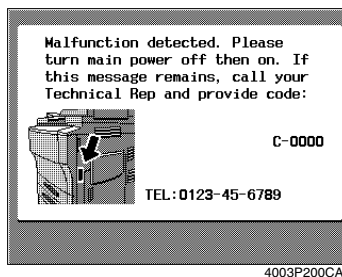 Malfunction detected. Please
turn main power off then on. If
this message remains, call your
Technical Rep and provide code:
C-0000
TEL:0123-45-6789
4003P200CA